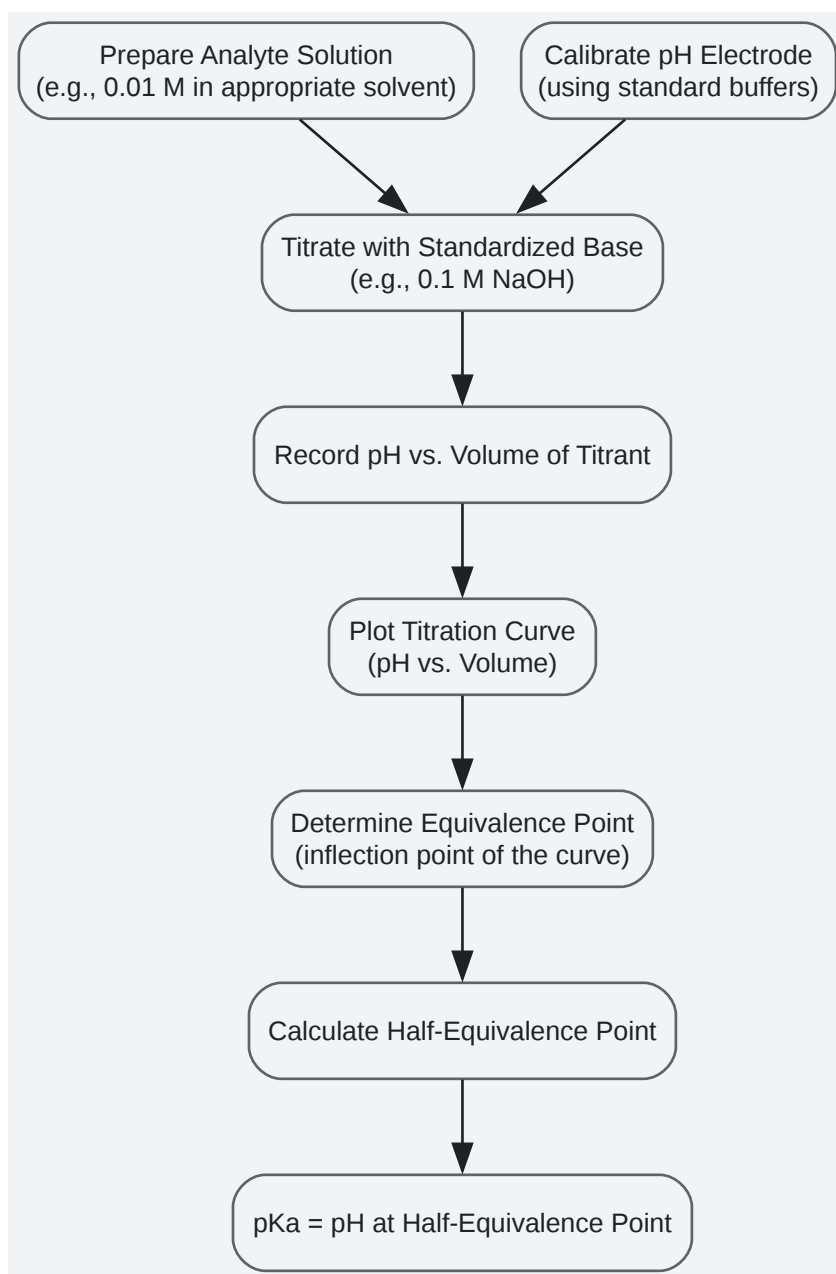 Prepare Analyte Solution
(e.g., 0.01 M in appropriate solvent)
Calibrate pH Electrode
(using standard buffers)
Titrate with Standardized Base
(e.g., 0.1 M NaOH)
Record pH vs. Volume of Titrant
Plot Titration Curve
(pH vs. Volume)
Determine Equivalence Point
(inflection point of the curve)
Calculate Half-Equivalence Point
pKa = pH at Half-Equivalence Point